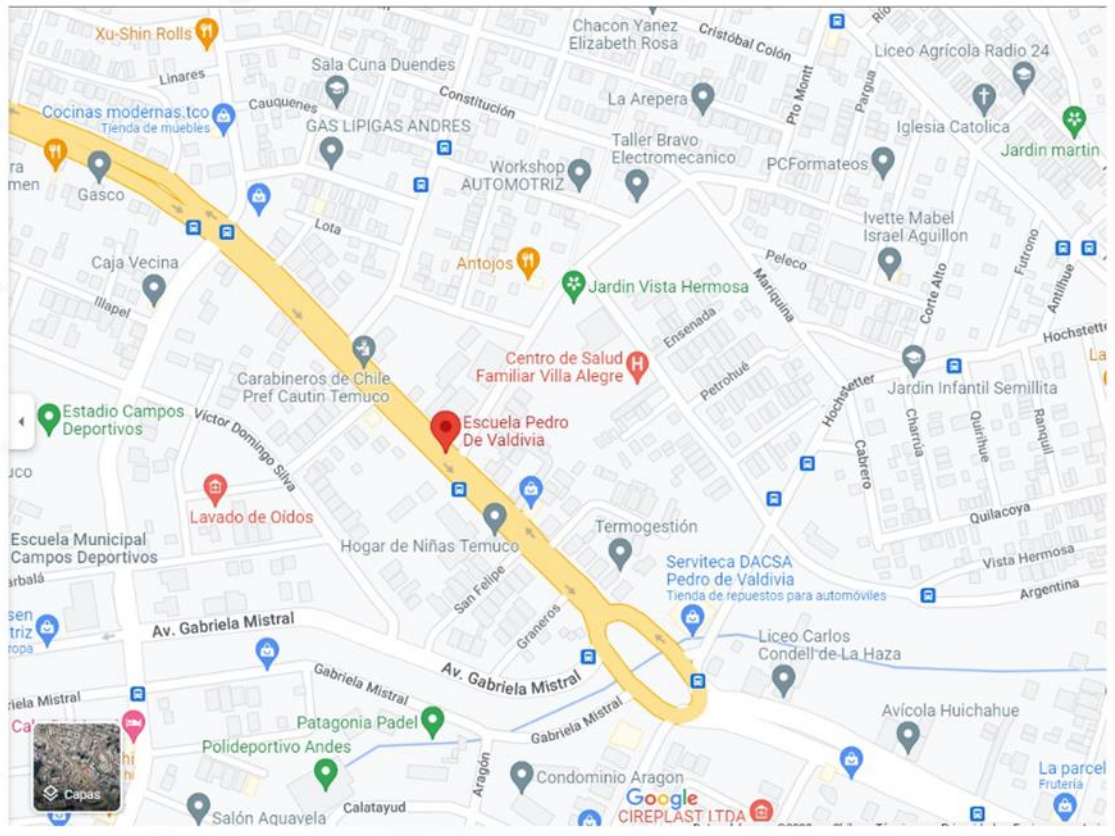 Xu-Shin Rolls
Chacon Yanez
Elizabeth Rosa
Cristóbal Colón
Liceo Agrícola Radio 24
Linares
Sala Cuna Duendes
Constitución
Pto Montt
Pargua
Cocinas modernas.tco
Tienda de muebles
Cauquenes
La Arepera
Iglesia Catolica
GAS LIPIGAS ANDRES
Taller Bravo
Electromecanico
Jardin martin
Workshop
AUTOMOTRIZ
PCFormateos
Gasco
Ivette Mabel
Israel Aguillon
Lota
Caja Vecina
Antojos
Peleco
Futrono
Jardin Vista Hermosa
Mariquina
Corte Alto
Antilhue
Illapel
Ensenada
Hochstette
Centro de Salud
Familiar Villa Alegre
Petrohué
Carabineros de Chile
Pref Cautin Temuco
Jardin Infantil Semillita
Hochstetter
Estadio Campos
Deportivos
Victor Domingo Silva
Escuela Pedro
De Valdivia
Charrúa
Quirihue
Ranquil
Cabrero
Lavado de Oídos
Quilacoya
Escuela Municipal
Campos Deportivos
Hogar de Niñas Temuco
Termogestión
Vista Hermosa
Serviteca DACSA
Pedro de Valdivia
Tienda de repuestos para automóviles
San Felipe
Argentina
Graneros
Av. Gabriela Mistral
Liceo Carlos
Condell de La Haza
Av. Gabriela Mistral
Gabriela Mistral
Gabriela Mistral
Avícola Huichahue
Patagonia Padel
Polideportivo Andes
Aragón
Condominio Aragon
La parcel
Frutería
Capas
Google
CIREPLAST LTDA
Calatayud
Salón Aquavela